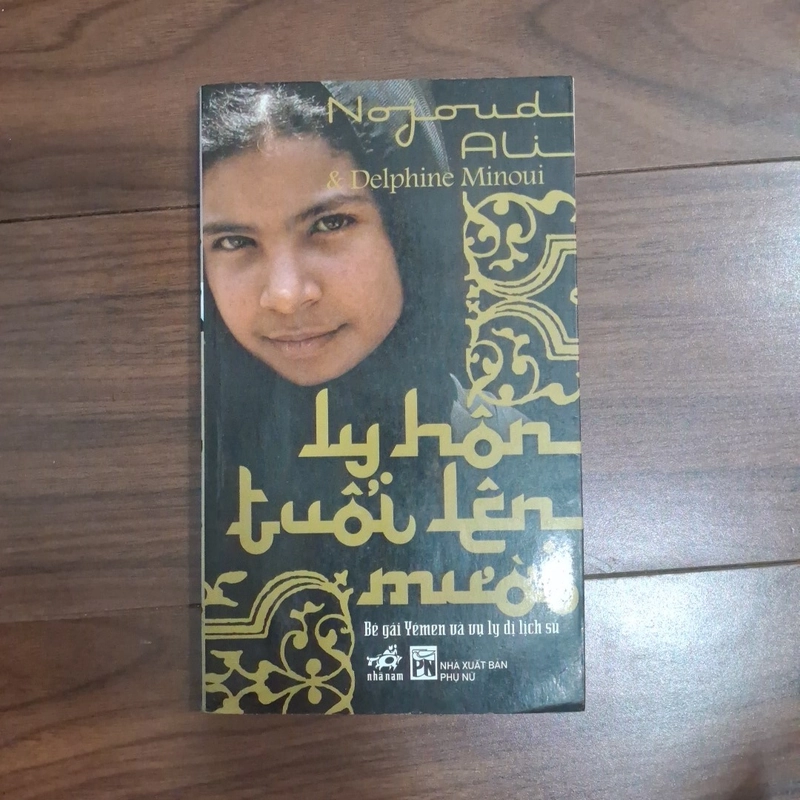 Nojoud
Ali
& Delphine Minoui
ly hôn
tuổi lên
mười
Bé gái Yémen và vụ ly dị lịch sử
nhã nam
PN
NHÀ XUẤT BẢN
PHỤ NỮ